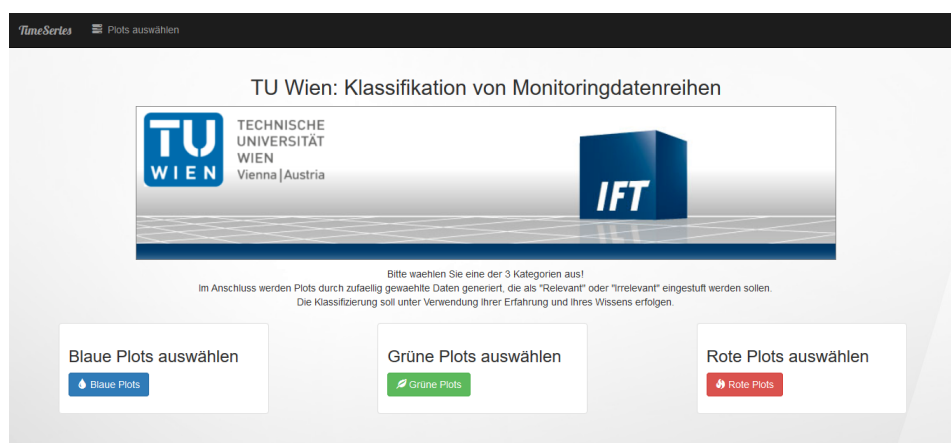 TimeSeries Plots auswählen
TU Wien: Klassifikation von Monitoringdatenreihen
TU
WIEN
TECHNISCHE
UNIVERSITÄT
WIEN
Vienna | Austria
IFT
Bitte waehlen Sie eine der 3 Kategorien aus!
Im Anschluss werden Plots durch zufaellig gewaehlte Daten generiert, die als "Relevant" oder "Irrelevant" eingestuft werden sollen.
Die Klassifizierung soll unter Verwendung Ihrer Erfahrung und Ihres Wissens erfolgen.
Blaue Plots auswählen
Blaue Plots
Grüne Plots auswählen
Grüne Plots
Rote Plots auswählen
Rote Plots